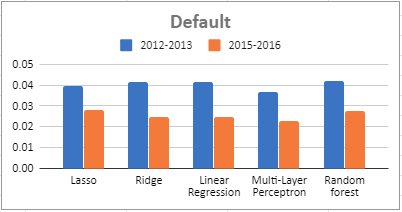 Default
2012-2013 2015-2016
0.05
0.04
0.03
0.02
0.01
0.00
Lasso Ridge Linear Multi-Layer Random
Regression Perceptron forest